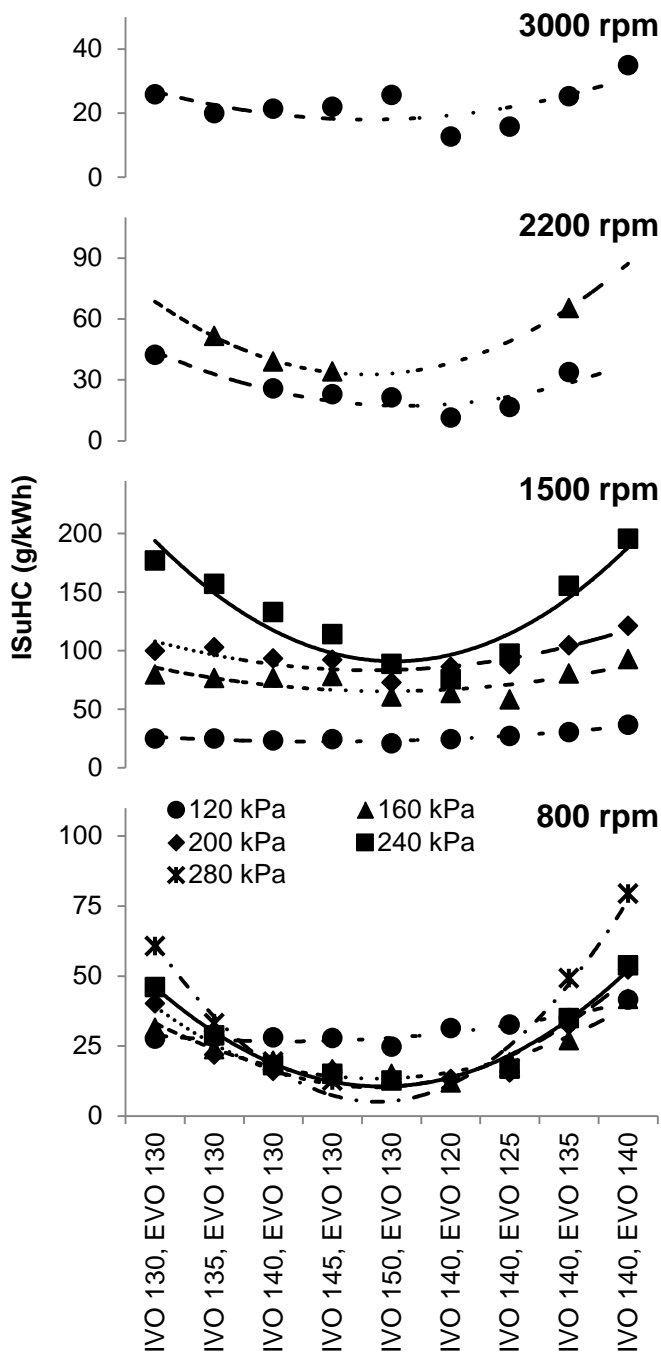 3000 rpm
40
20
0
2200 rpm
90
60
30
0
ISuHC (g/kWh)
1500 rpm
200
150
100
50
0
800 rpm
120 kPa
160 kPa
200 kPa
240 kPa
280 kPa
100
75
50
25
0
IVO 130, EVO 130
IVO 135, EVO 130
IVO 140, EVO 130
IVO 145, EVO 130
IVO 150, EVO 130
IVO 140, EVO 120
IVO 140, EVO 125
IVO 140, EVO 135
IVO 140, EVO 140